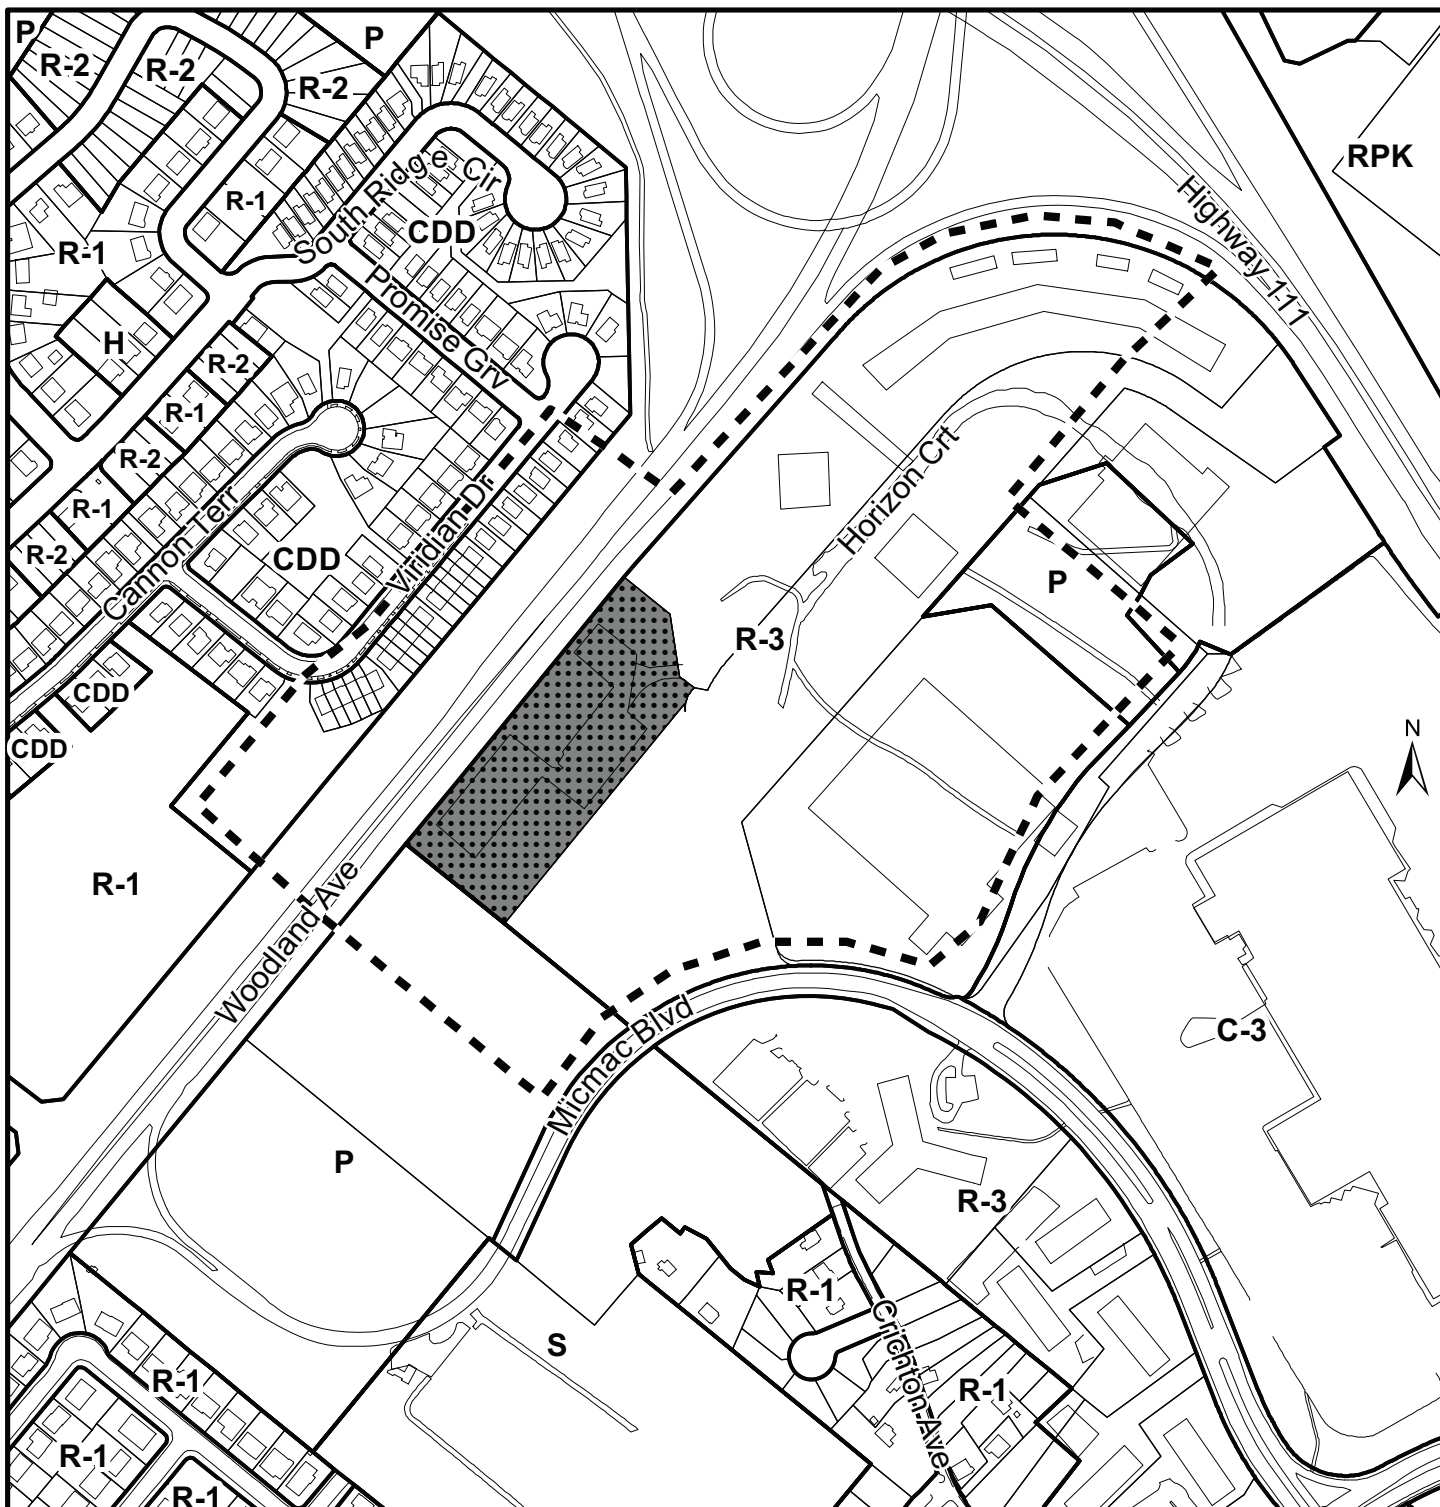 P
P
R-2
R-2
R-2
RPK
R-1
Highway 111
South Ridge Cir
CDD
R-1
Promise Grv
H
R-2
R-1
R-2
Horizon Crt
R-1
Cannon Terr
Viridian Dr
R-2
CDD
P
R-3
CDD
CDD
N
R-1
Woodland Ave
Micmac Blvd
C-3
P
R-3
R-1
Crichton Ave
S
R-1
R-1
R-1
R-1